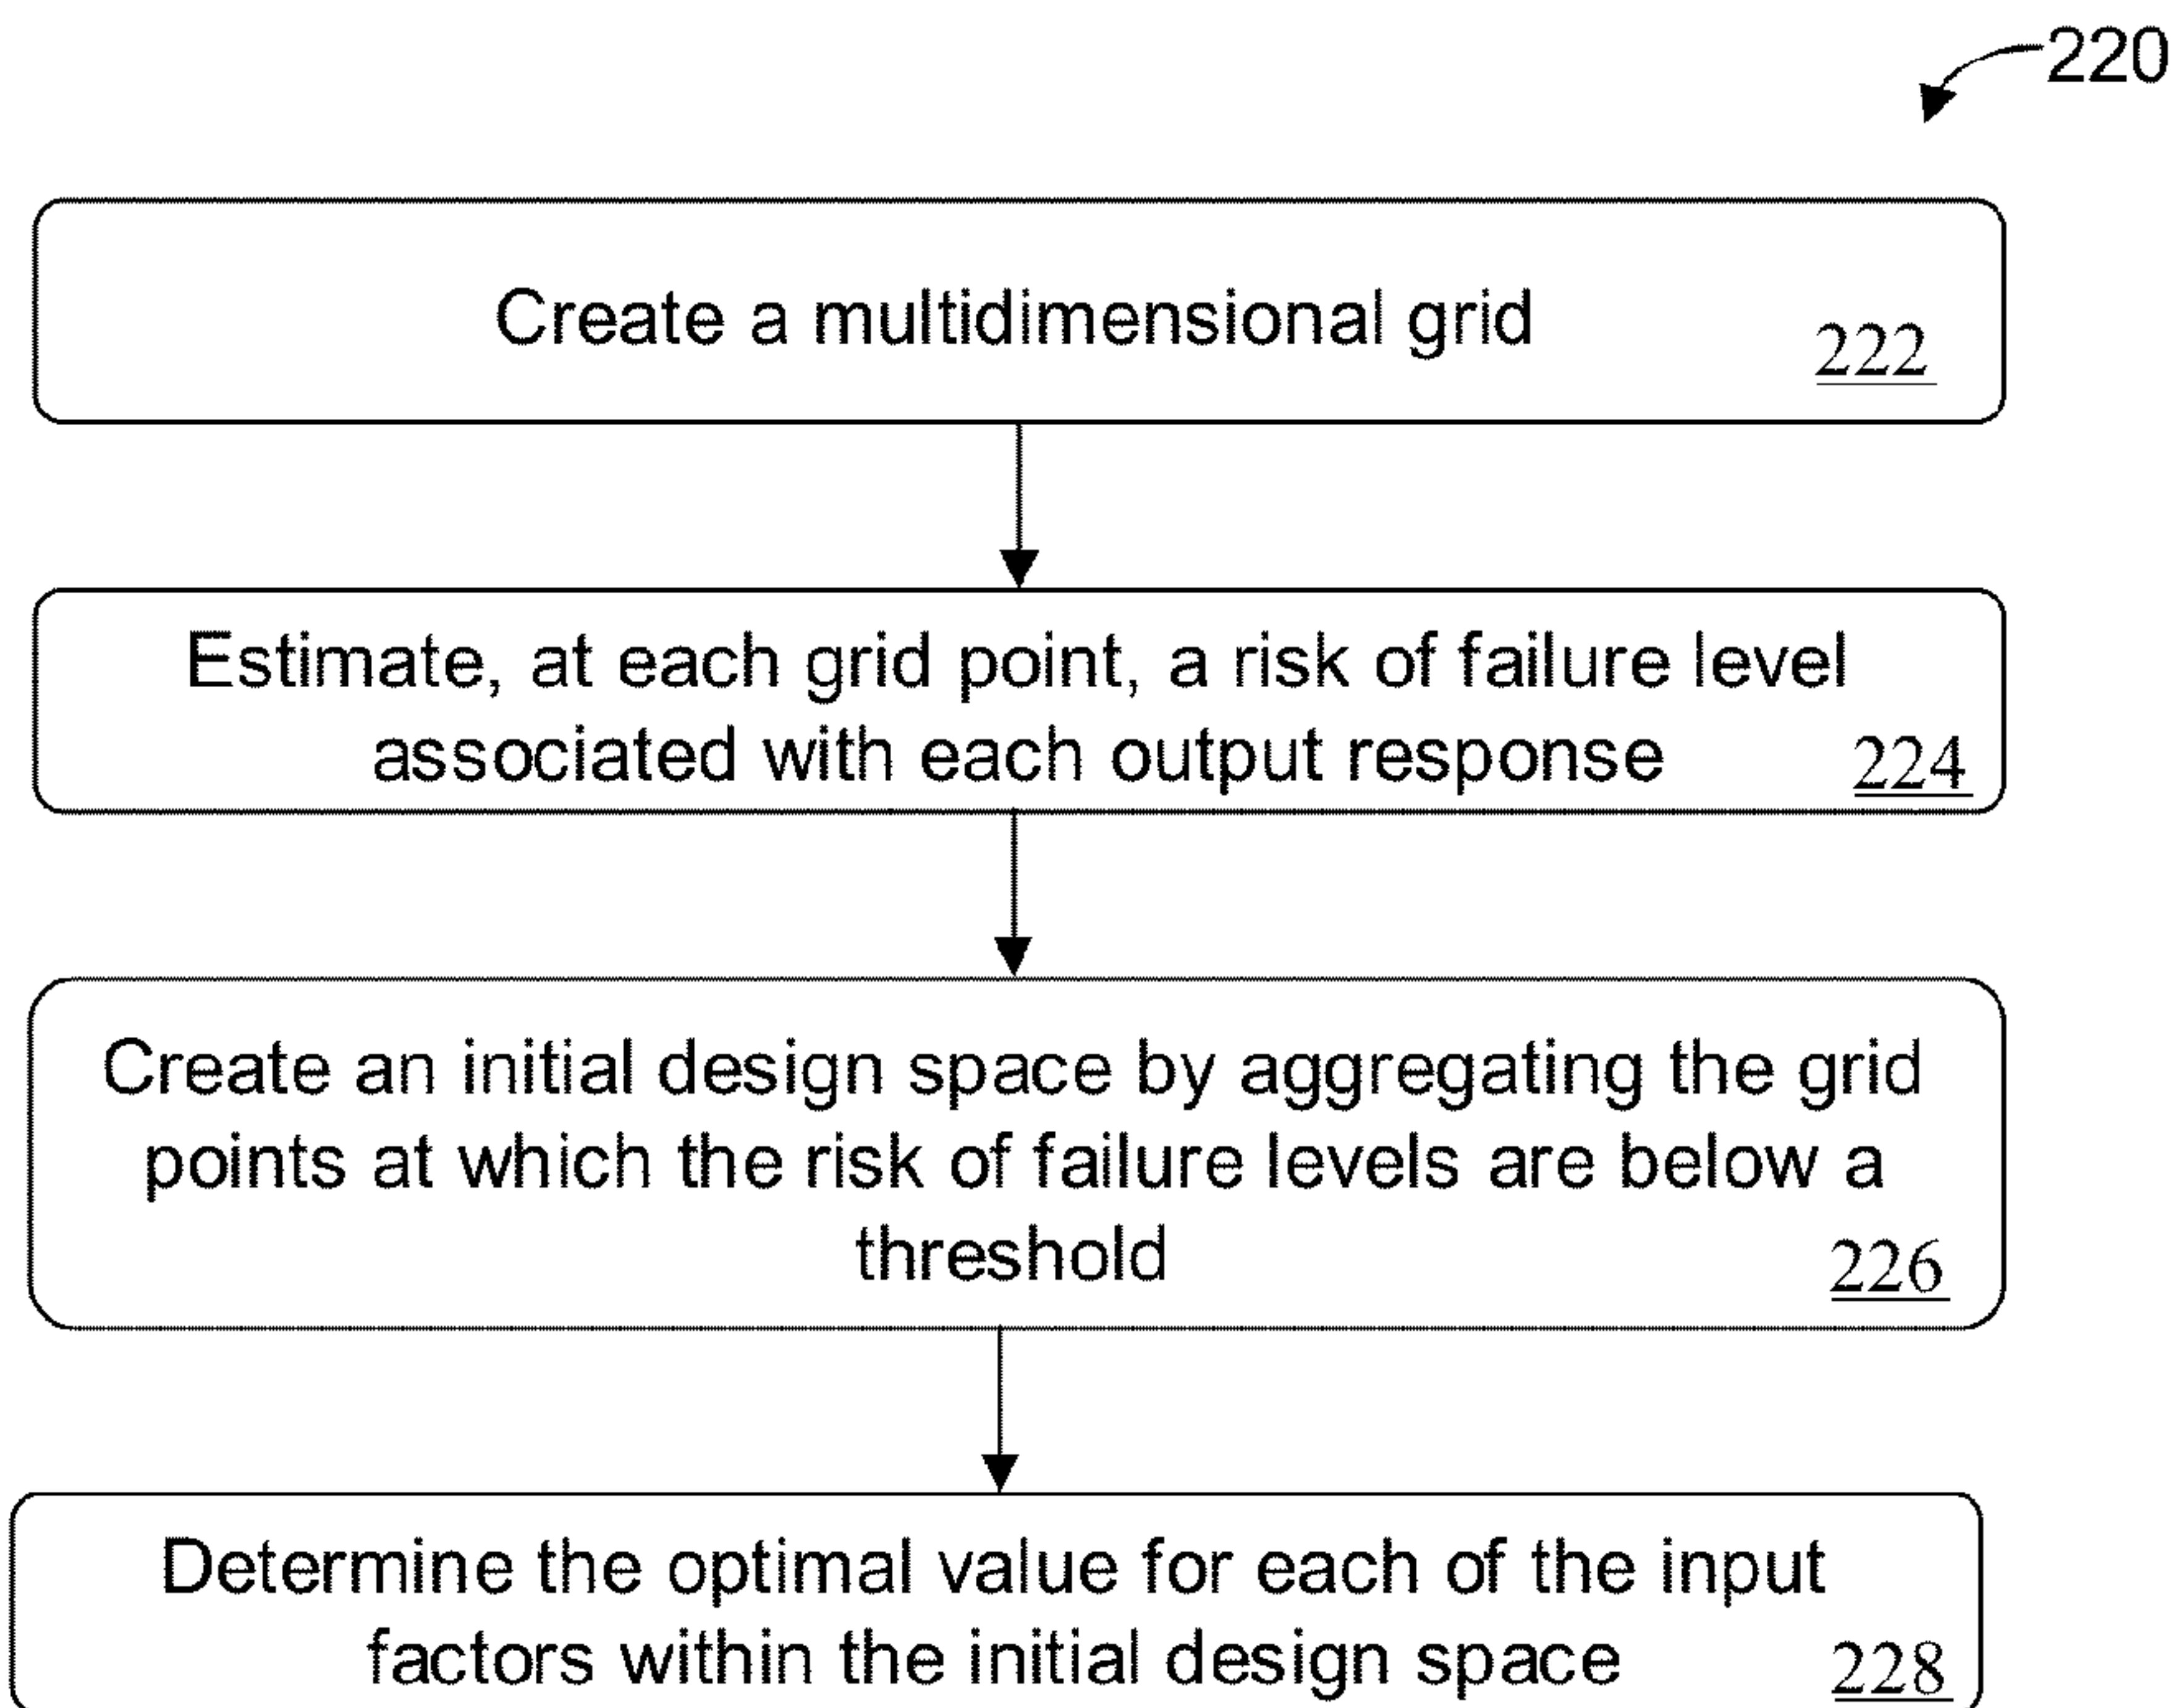 220
Create a multidimensional grid
222
Estimate, at each grid point, a risk of failure level
associated with each output response
224
Create an initial design space by aggregating the grid
points at which the risk of failure levels are below a
threshold
226
Determine the optimal value for each of the input
factors within the initial design space
228